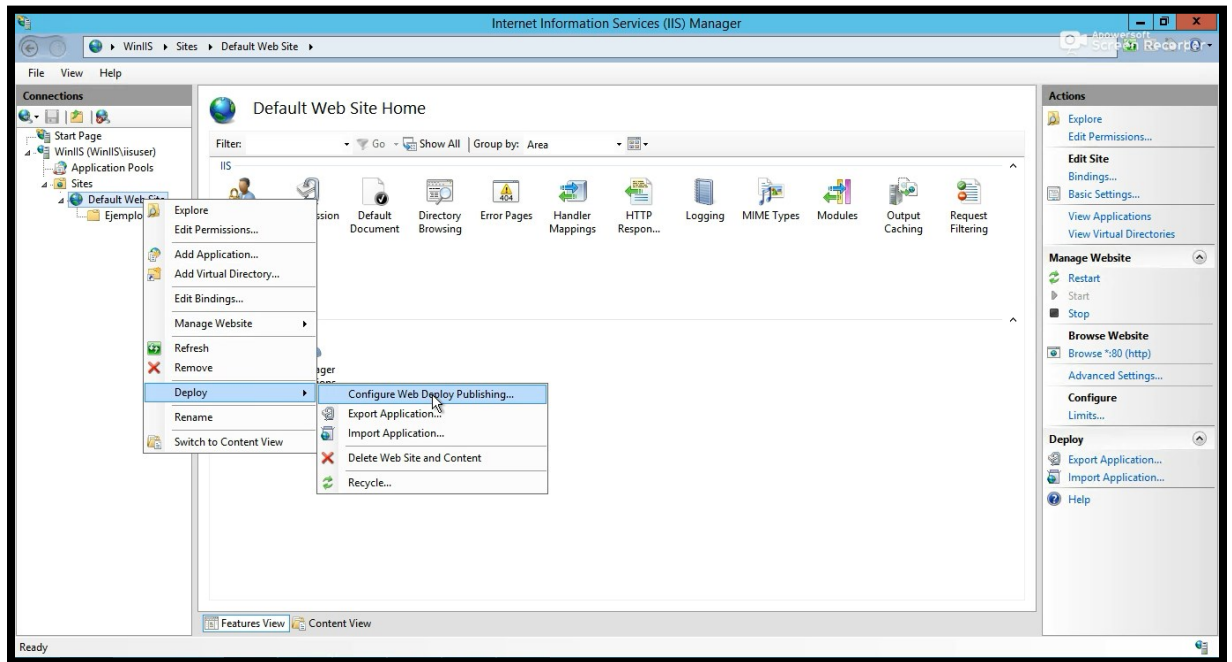 Internet Information Services (IIS) Manager
WinIIS Sites Default Web Site
Apowersoft
Screen Recorder
File View Help
Connections
Start Page
WinIIS (WinIIS\iisuser)
Application Pools
Sites
Default Web Site
Ejemplo
Explore
Edit Permissions...
Add Application...
Add Virtual Directory...
Edit Bindings...
Manage Website
Refresh
Remove
Deploy
Rename
Switch to Content View
Configure Web Deploy Publishing...
Export Application...
Import Application...
Delete Web Site and Content
Recycle...
Default Web Site Home
Filter: Go Show All Group by: Area
IIS
Default Document
Directory Browsing
Error Pages
Handler Mappings
HTTP Respon...
Logging
MIME Types
Modules
Output Caching
Request Filtering
Features View Content View
Actions
Explore
Edit Permissions...
Edit Site
Bindings...
Basic Settings...
View Applications
View Virtual Directories
Manage Website
Restart
Start
Stop
Browse Website
Browse *:80 (http)
Advanced Settings...
Configure
Limits...
Deploy
Export Application...
Import Application...
Help
Ready